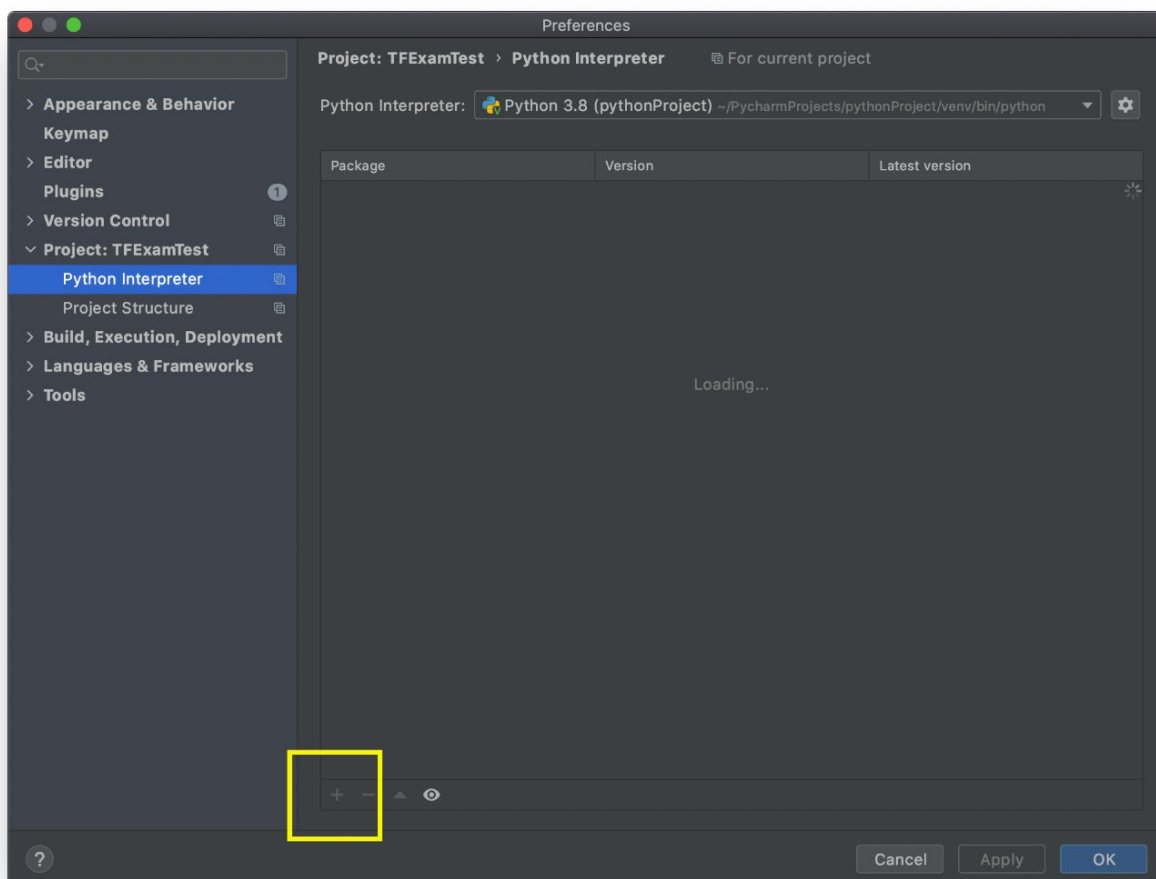 Preferences
Project: TFExamTest › Python Interpreter For current project
Appearance & Behavior
Keymap
Editor
Plugins 1
Version Control
Project: TFExamTest
Python Interpreter
Project Structure
Build, Execution, Deployment
Languages & Frameworks
Tools
Python Interpreter: Python 3.8 (pythonProject) ~/PycharmProjects/pythonProject/venv/bin/python
Package Version Latest version
Loading...
? Cancel Apply OK